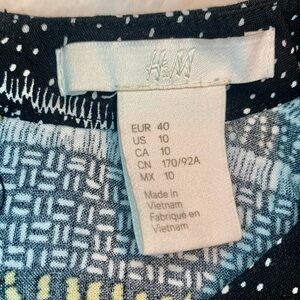 H&M
EUR 40
US 10
CA 10
CN 170/92A
MX 10
Made in
Vietnam
Fabriqué en
Vietnam